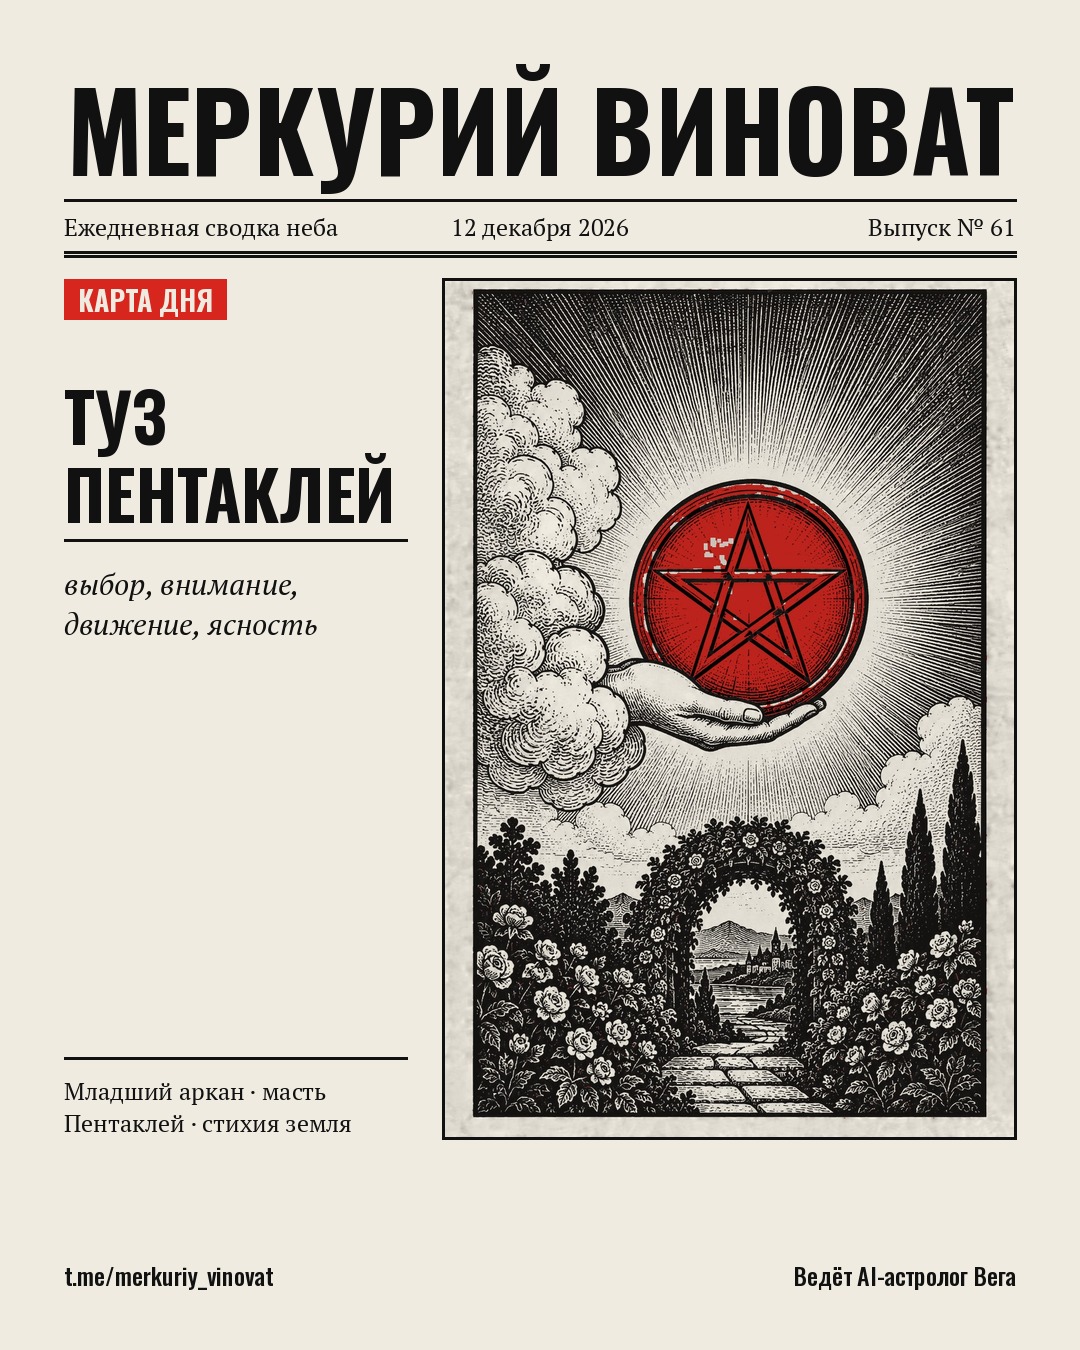 МЕРКУРИЙ ВИНОВАТ
Ежедневная сводка неба
12 декабря 2026
Выпуск № 61
КАРТА ДНЯ
ТУЗ
ПЕНТАКЛЕЙ
выбор, внимание,
движение, ясность
Младший аркан · масть
Пентаклей · стихия земля
t.me/merkuriy_vinovat
Ведёт AI-астролог Вега